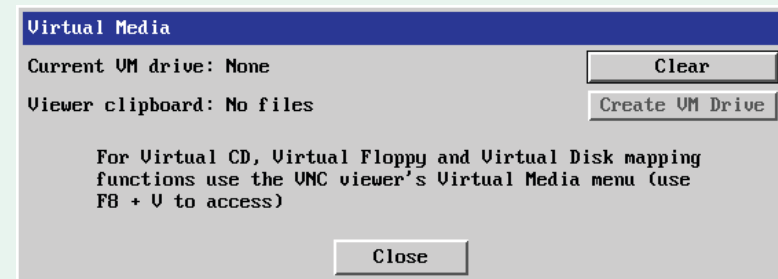 Virtual Media
Current VM drive: None
Clear
Viewer clipboard: No files
Create VM Drive
For Virtual CD, Virtual Floppy and Virtual Disk mapping
functions use the VNC viewer's Virtual Media menu (use
F8 + V to access)
Close